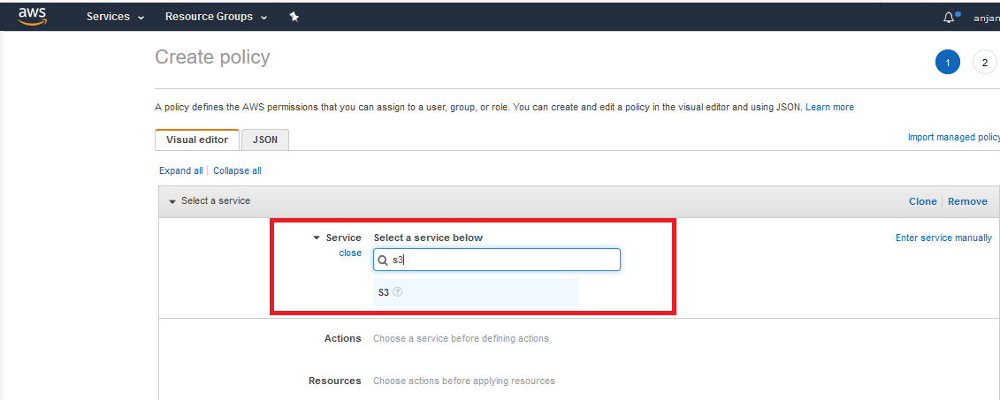 aws Services Resource Groups anjan
Create policy
1 2
A policy defines the AWS permissions that you can assign to a user, group, or role. You can create and edit a policy in the visual editor and using JSON. Learn more
Visual editor JSON
Import managed policy
Expand all Collapse all
Select a service Clone Remove
Service Select a service below Enter service manually
close
s3
S3 ?
Actions Choose a service before defining actions
Resources Choose actions before applying resources